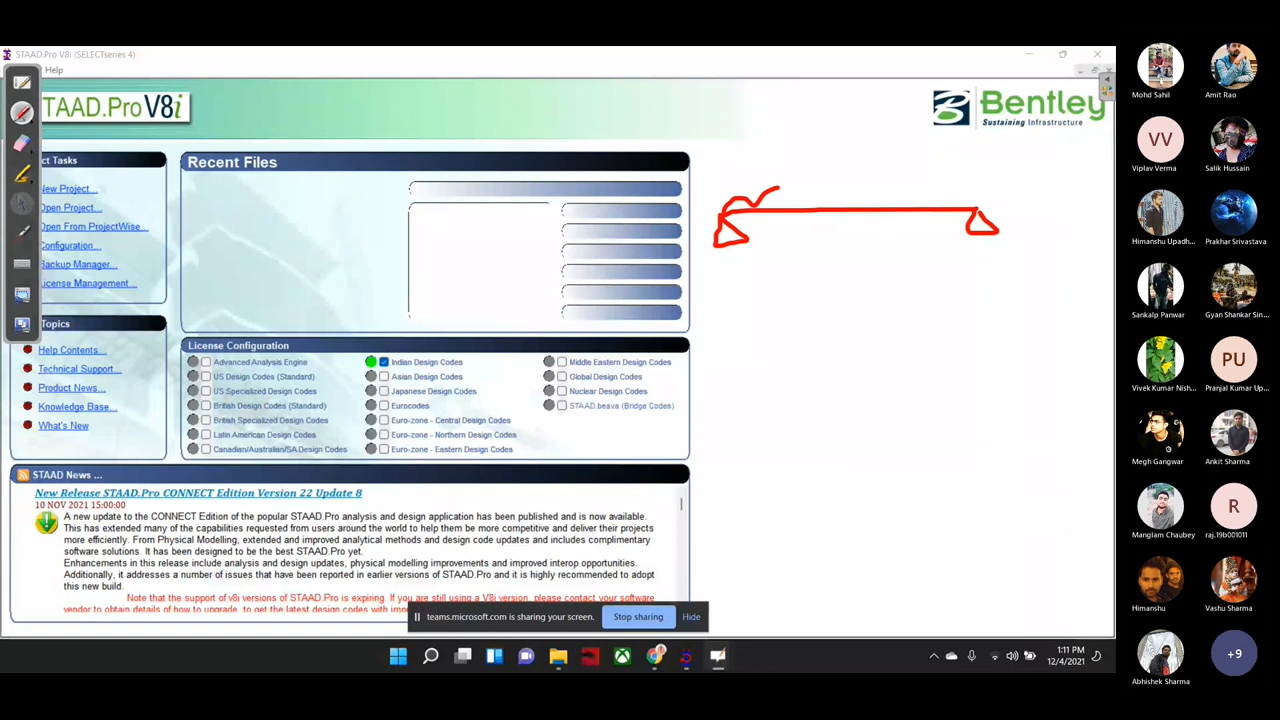 STAAD.Pro V8i (SELECTseries 4)
Help
TAAD.Pro V8i
Bentley
Sustaining Infrastructure
ct Tasks
New Project...
Open Project...
Open From ProjectWise...
Configuration...
Backup Manager...
License Management...
Topics
Help Contents...
Technical Support...
Product News...
Knowledge Base...
What's New
Recent Files
License Configuration
Advanced Analysis Engine
US Design Codes (Standard)
US Specialized Design Codes
British Design Codes (Standard)
British Specialized Design Codes
Latin American Design Codes
Canadian/Australian/SA Design Codes
Indian Design Codes
Asian Design Codes
Japanese Design Codes
Eurocodes
Euro-zone - Central Design Codes
Euro-zone - Northern Design Codes
Euro-zone - Eastern Design Codes
Middle Eastern Design Codes
Global Design Codes
Nuclear Design Codes
STAAD.beava (Bridge Codes)
STAAD News ...
New Release STAAD.Pro CONNECT Edition Version 22 Update 8
10 NOV 2021 15:00:00
A new update to the CONNECT Edition of the popular STAAD.Pro analysis and design application has been published and is now available.
This has extended many of the capabilities requested from users around the world to help them be more competitive and deliver their projects
more efficiently. From Physical Modelling, extended and improved analytical methods and design code updates and includes complimentary
software solutions. It has been designed to be the best STAAD.Pro yet.
Enhancements in this release include analysis and design updates, physical modelling improvements and improved interop opportunities.
Additionally, it addresses a number of issues that have been reported in earlier versions of STAAD.Pro and it is highly recommended to adopt
this new build.
Note that the support of v8i versions of STAAD.Pro is expiring. If you are still using a V8i version, please contact your software
vendor to obtain details of how to upgrade, to get the latest design codes with
teams.microsoft.com is sharing your screen.
Stop sharing
Hide
1:11 PM
12/4/2021
Mohd Sahil
Amit Rao
VV
Viplav Verma
Salik Hussain
Himanshu Upadh...
Prakhar Srivastava
Sankalp Panwar
Gyan Shankar Sin...
Vivek Kumar Nish...
PU
Pranjal Kumar Up...
Megh Gangwar
Ankit Sharma
Manglam Chaubey
R
raj.19b001011
Himanshu
Vashu Sharma
Abhishek Sharma
+9